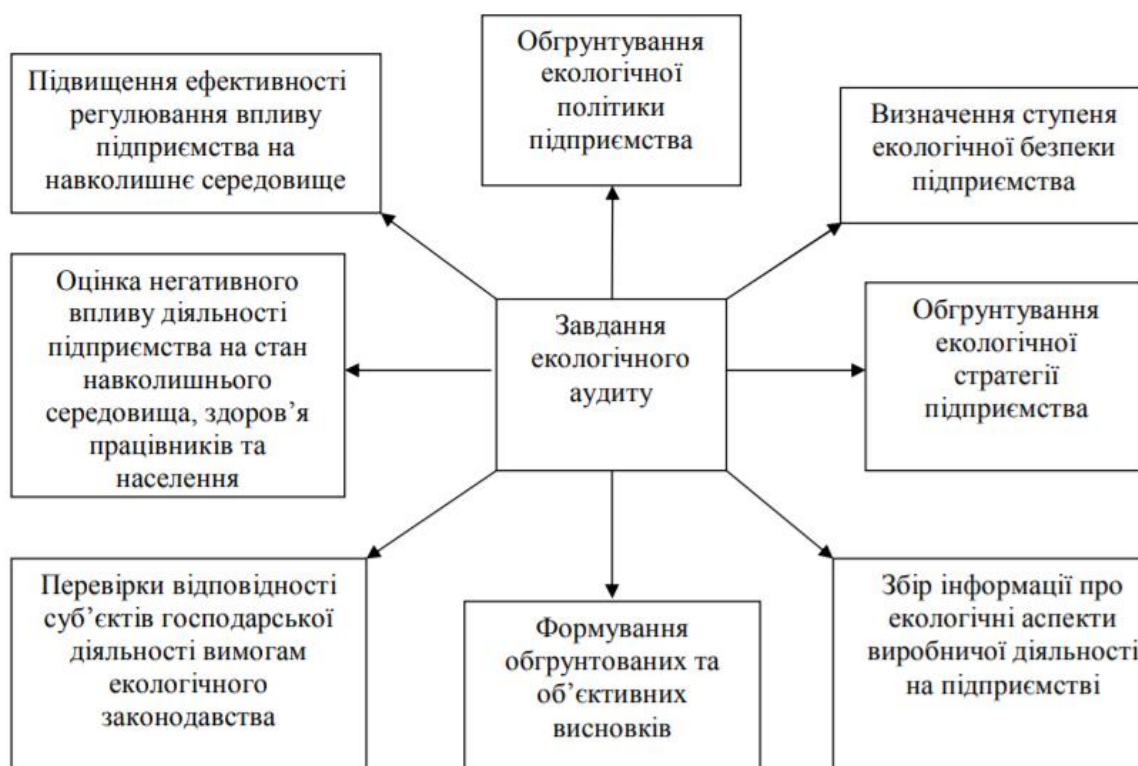 Підвищення ефективності
регулювання впливу
підприємства на
навколишнє середовище
Обгрунтування
екологічної
політики
підприємства
Визначення ступеня
екологічної безпеки
підприємства
Оцінка негативного
впливу діяльності
підприємства на стан
навколишнього
середовища, здоров’я
працівників та
населення
Завдання
екологічного
аудиту
Обгрунтування
екологічної
стратегії
підприємства
Перевірки відповідності
суб’єктів господарської
діяльності вимогам
екологічного
законодавства
Формування
обгрунтованих та
об’єктивних
висновків
Збір інформації про
екологічні аспекти
виробничої діяльності
на підприємстві